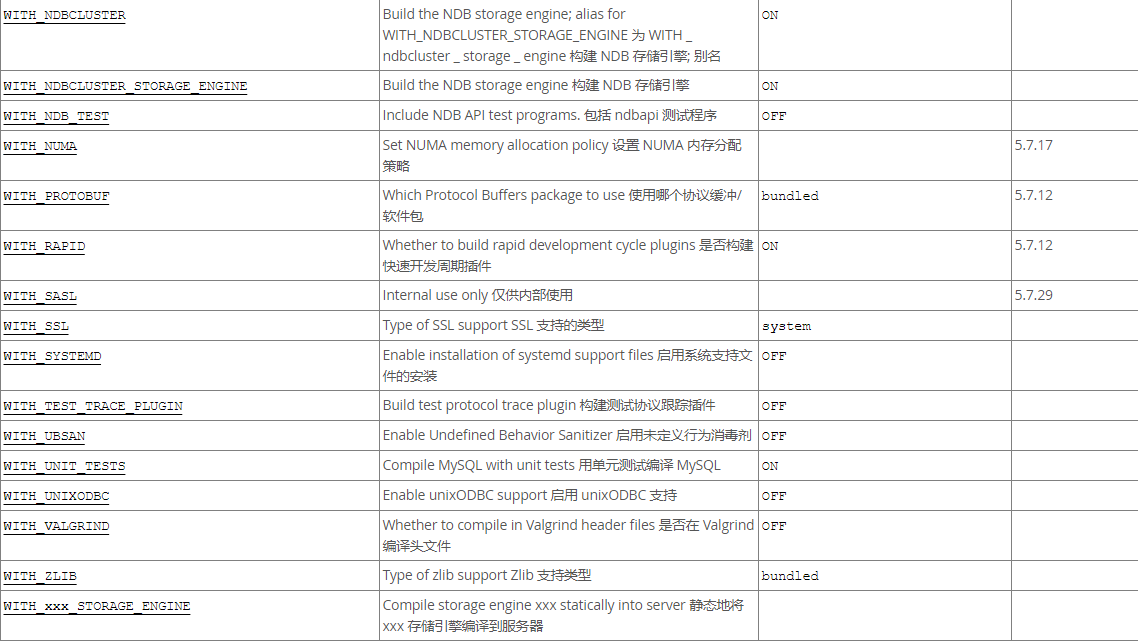 WITH_NDBCLUSTER
Build the NDB storage engine; alias for
WITH_NDBCLUSTER_STORAGE_ENGINE 为 WITH _
ndbcluster _ storage _ engine 构建 NDB 存储引擎; 别名
ON
WITH_NDBCLUSTER_STORAGE_ENGINE
Build the NDB storage engine 构建 NDB 存储引擎
ON
WITH_NDB_TEST
Include NDB API test programs. 包括 ndbapi 测试程序
OFF
WITH_NUMA
Set NUMA memory allocation policy 设置 NUMA 内存分配
策略
5.7.17
WITH_PROTOBUF
Which Protocol Buffers package to use 使用哪个协议缓冲/
软件包
bundled
5.7.12
WITH_RAPID
Whether to build rapid development cycle plugins 是否构建
快速开发周期插件
ON
5.7.12
WITH_SASL
Internal use only 仅供内部使用
5.7.29
WITH_SSL
Type of SSL support SSL 支持的类型
system
WITH_SYSTEMD
Enable installation of systemd support files 启用系统支持文
件的安装
OFF
WITH_TEST_TRACE_PLUGIN
Build test protocol trace plugin 构建测试协议跟踪插件
OFF
WITH_UBSAN
Enable Undefined Behavior Sanitizer 启用未定义行为消毒剂
OFF
WITH_UNIT_TESTS
Compile MySQL with unit tests 用单元测试编译 MySQL
ON
WITH_UNIXODBC
Enable unixODBC support 启用 unixODBC 支持
OFF
WITH_VALGRIND
Whether to compile in Valgrind header files 是否在 Valgrind
编译头文件
OFF
WITH_ZLIB
Type of zlib support Zlib 支持类型
bundled
WITH_xxx_STORAGE_ENGINE
Compile storage engine xxx statically into server 静态地将
xxx 存储引擎编译到服务器